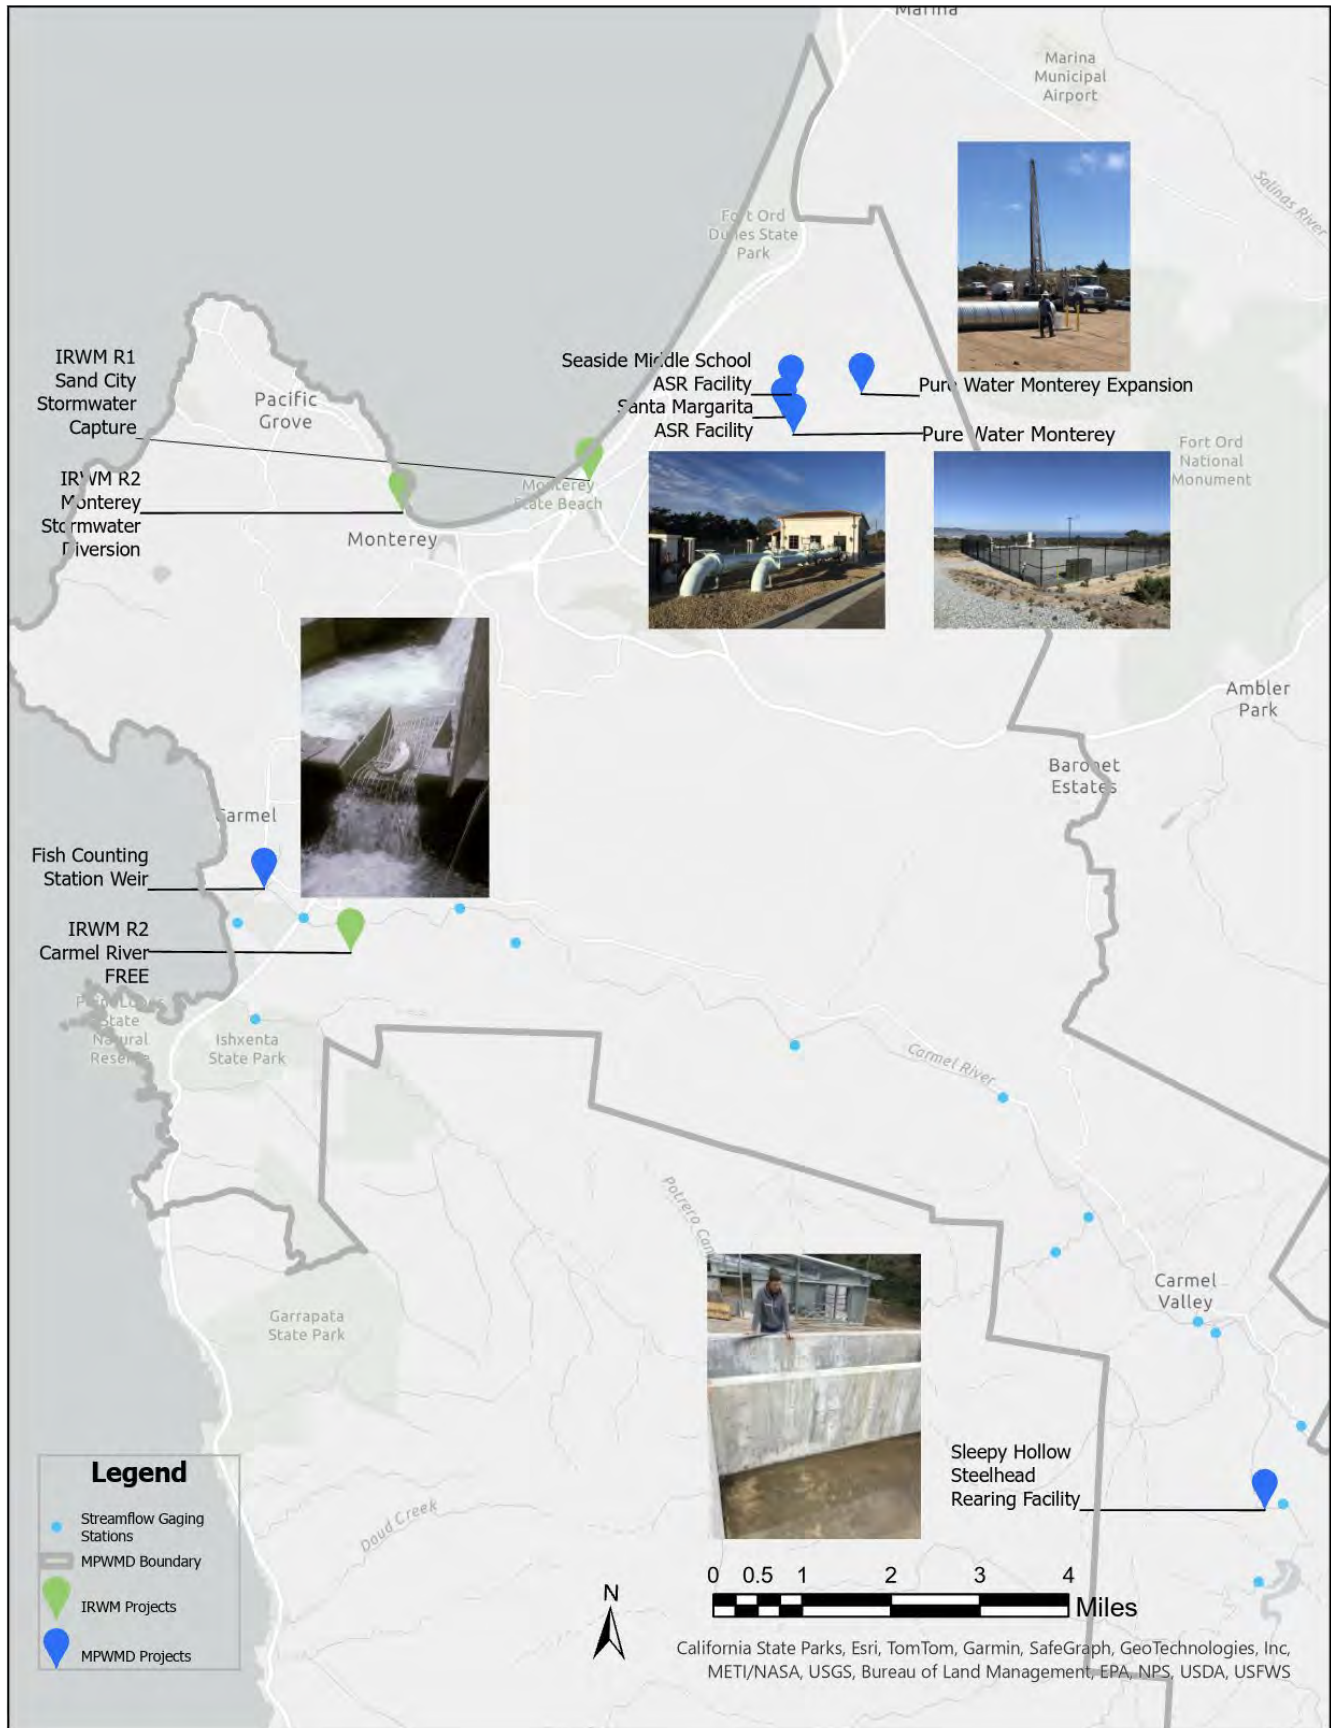 Marina
Marina
Municipal
Airport
Salinas River
Fort Ord
Dunes State
Park
IRWM R1
Sand City
Stormwater
Capture
Pacific
Grove
Seaside Middle School
ASR Facility
Santa Margarita
ASR Facility
Pure Water Monterey Expansion
Pure Water Monterey
Fort Ord
National
Monument
IRWM R2
Monterey
Stormwater
Diversion
Monterey
State Beach
Monterey
Ambler
Park
Baronet
Estates
Carmel
Fish Counting
Station Weir
IRWM R2
Carmel River
FREE
Point Lobos
State
Natural
Reserve
Ishxenta
State Park
Carmel River
Potrero Can
Carmel
Valley
Garrapata
State Park
Doud Creek
Sleepy Hollow
Steelhead
Rearing Facility
Legend
Streamflow Gaging
Stations
MPWMD Boundary
IRWM Projects
MPWMD Projects
N
0 0.5 1 2 3 4
Miles
California State Parks, Esri, TomTom, Garmin, SafeGraph, GeoTechnologies, Inc,
METI/NASA, USGS, Bureau of Land Management, EPA, NPS, USDA, USFWS